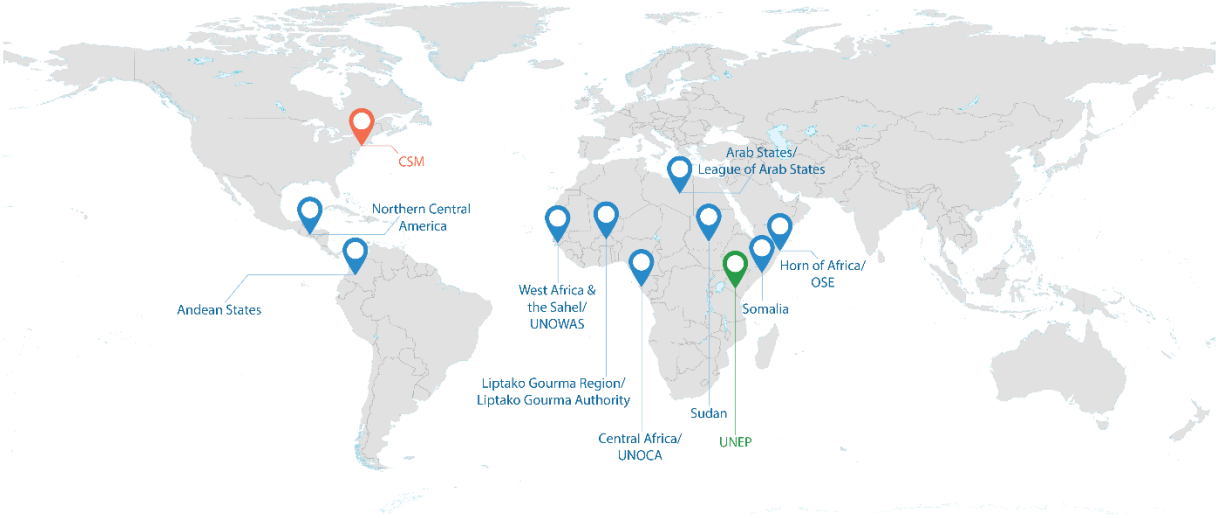 Arab States/
League of Arab States
CSM
Northern Central
America
Horn of Africa/
OSE
West Africa &
the Sahel/
UNOWAS
Andean States
Somalia
Liptako Gourma Region/
Liptako Gourma Authority
Sudan
Central Africa/
UNOCA
UNEP